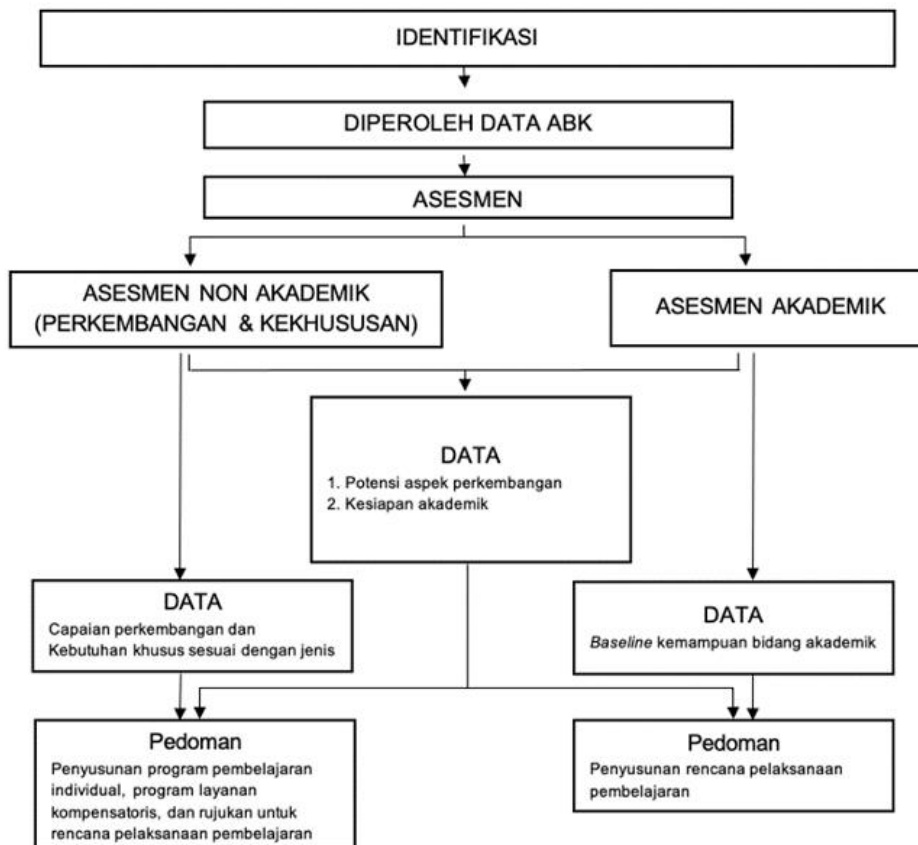 IDENTIFIKASI
DIPEROLEH DATA ABK
ASESMEN
ASESMEN NON AKADEMIK
(PERKEMBANGAN & KEKHUSUSAN)
ASESMEN AKADEMIK
DATA
1. Potensi aspek perkembangan
2. Kesiapan akademik
DATA
Capaian perkembangan dan
Kebutuhan khusus sesuai dengan jenis
DATA
Baseline kemampuan bidang akademik
Pedoman
Penyusunan program pembelajaran
individual, program layanan
kompensatoris, dan rujukan untuk
rencana pelaksanaan pembelajaran
Pedoman
Penyusunan rencana pelaksanaan
pembelajaran